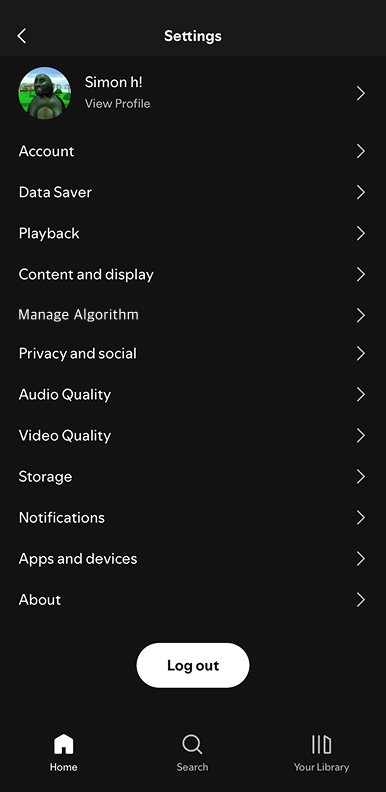 Settings
Simon h!
View Profile
Account
Data Saver
Playback
Content and display
Manage Algorithm
Privacy and social
Audio Quality
Video Quality
Storage
Notifications
Apps and devices
About
Log out
Home
Search
Your Library